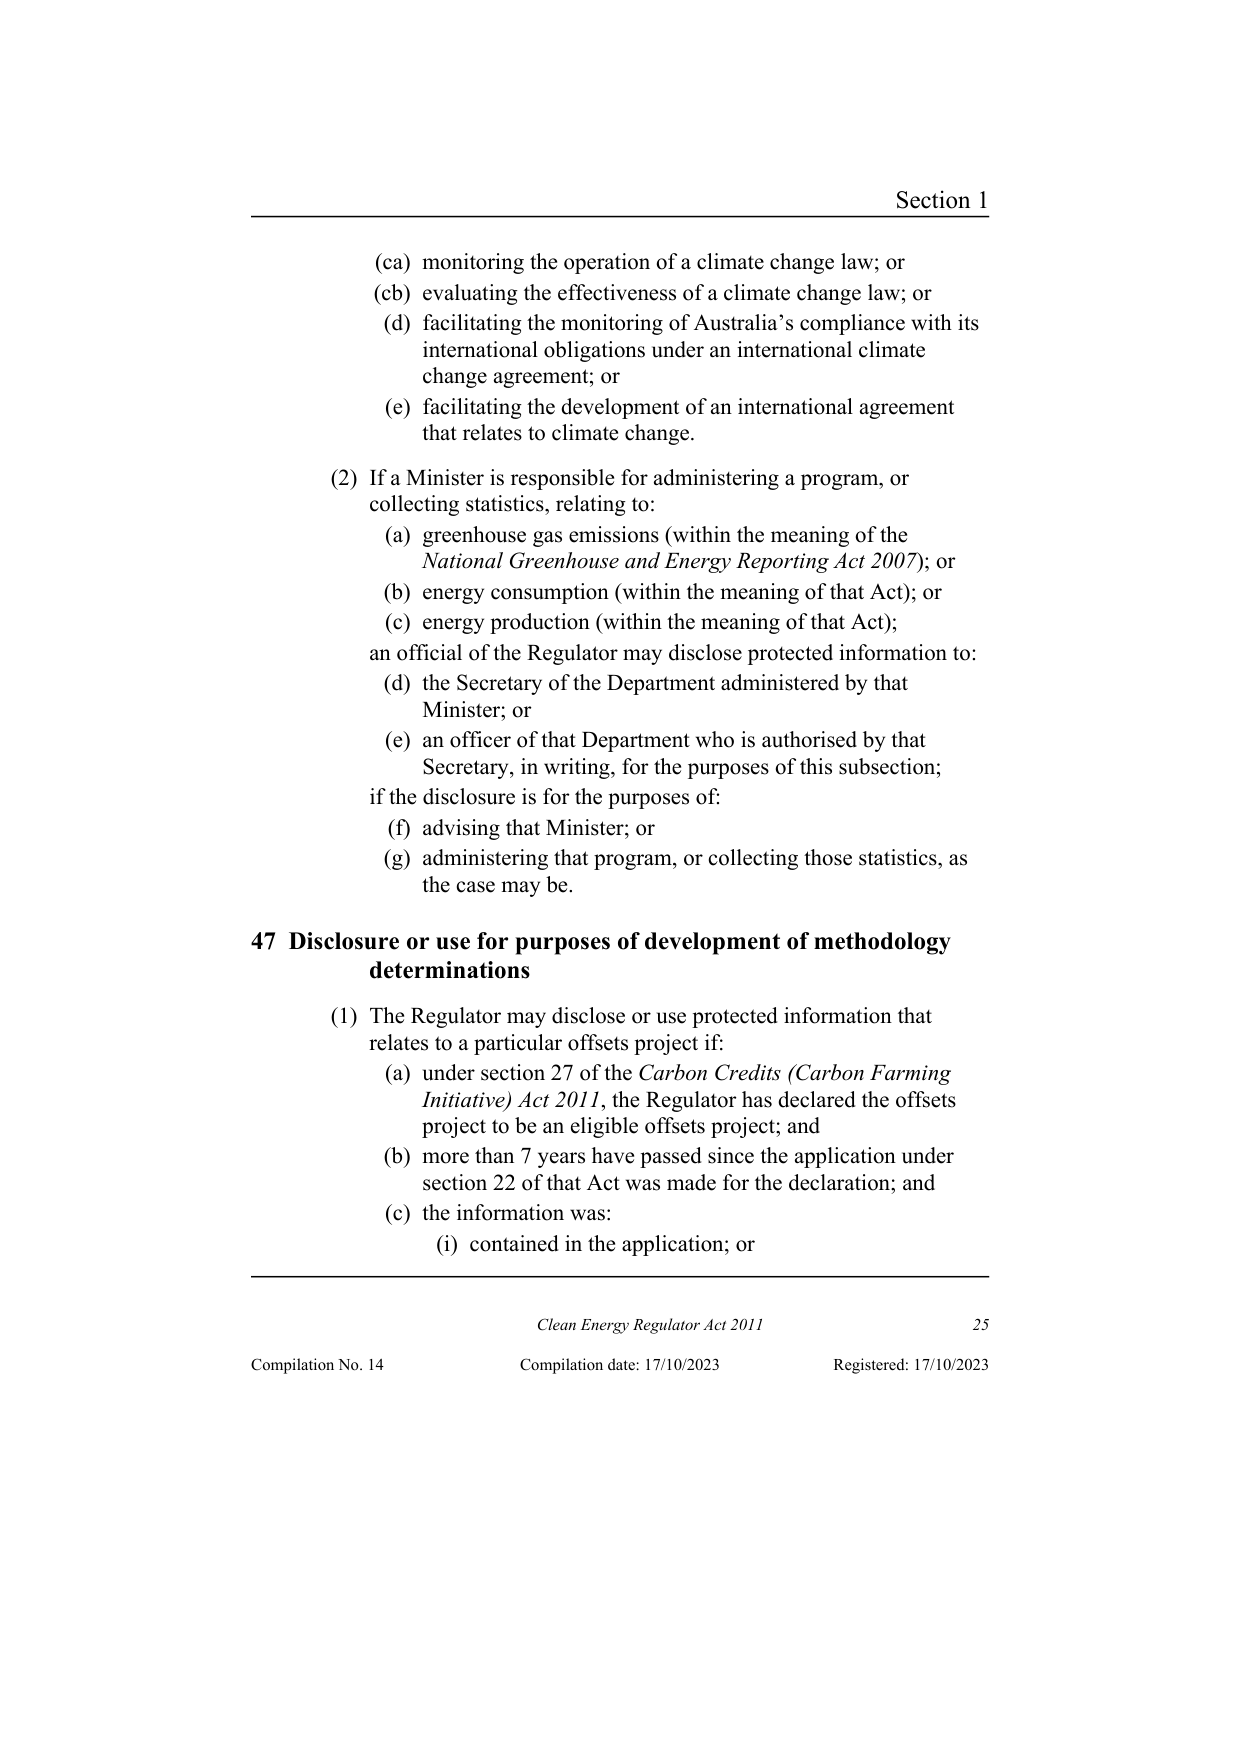 Section 1
(ca) monitoring the operation of a climate change law; or
(cb) evaluating the effectiveness of a climate change law; or
(d) facilitating the monitoring of Australia’s compliance with its
international obligations under an international climate
change agreement; or
(e) facilitating the development of an international agreement
that relates to climate change.
(2) If a Minister is responsible for administering a program, or
collecting statistics, relating to:
(a) greenhouse gas emissions (within the meaning of the
National Greenhouse and Energy Reporting Act 2007); or
(b) energy consumption (within the meaning of that Act); or
(c) energy production (within the meaning of that Act);
an official of the Regulator may disclose protected information to:
(d) the Secretary of the Department administered by that
Minister; or
(e) an officer of that Department who is authorised by that
Secretary, in writing, for the purposes of this subsection;
if the disclosure is for the purposes of:
(f) advising that Minister; or
(g) administering that program, or collecting those statistics, as
the case may be.
47 Disclosure or use for purposes of development of methodology
determinations
(1) The Regulator may disclose or use protected information that
relates to a particular offsets project if:
(a) under section 27 of the Carbon Credits (Carbon Farming
Initiative) Act 2011, the Regulator has declared the offsets
project to be an eligible offsets project; and
(b) more than 7 years have passed since the application under
section 22 of that Act was made for the declaration; and
(c) the information was:
(i) contained in the application; or
Clean Energy Regulator Act 2011 25
Compilation No. 14 Compilation date: 17/10/2023 Registered: 17/10/2023